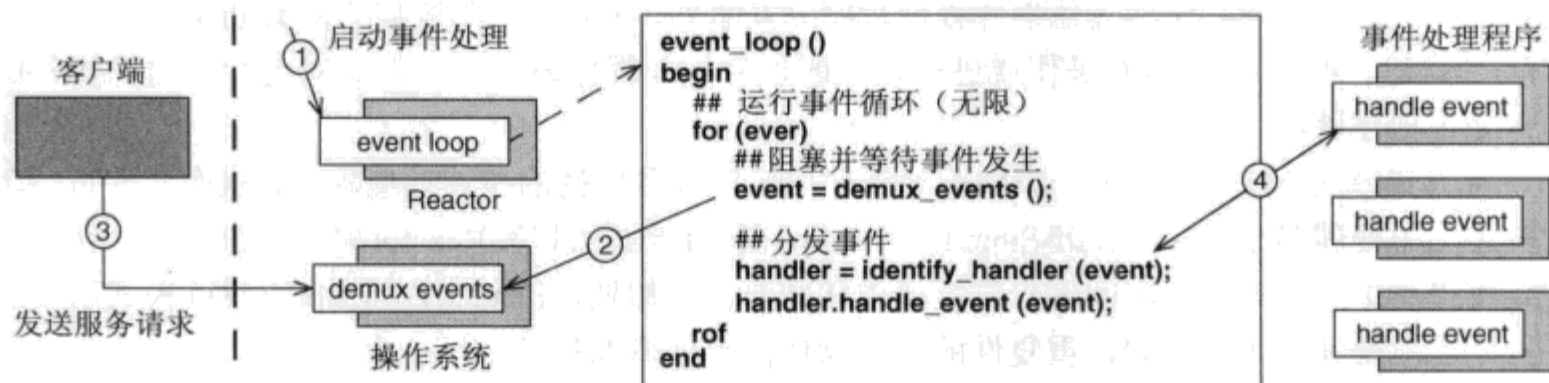 客户端
③
发送服务请求
①
启动事件处理
event loop
Reactor
②
demux events
操作系统
event_loop ()
begin
## 运行事件循环（无限）
for (ever)
##阻塞并等待事件发生
event = demux_events ();
##分发事件
handler = identify_handler (event);
handler.handle_event (event);
rof
end
④
事件处理程序
handle event
handle event
handle event